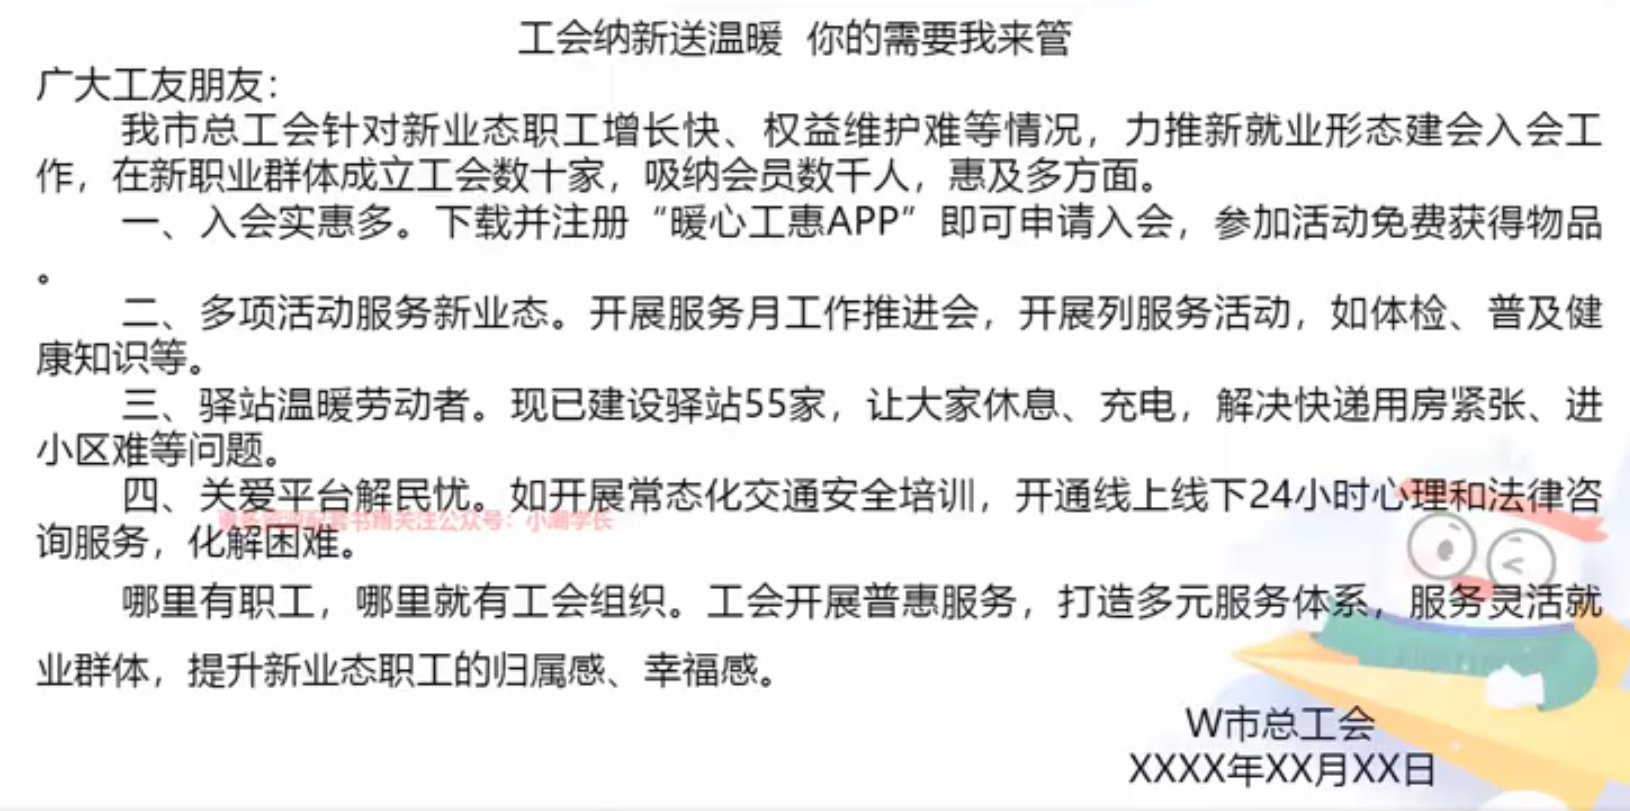 工会纳新送温暖 你的需要我来管
广大工友朋友：
我市总工会针对新业态职工增长快、权益维护难等情况，力推新就业形态建会入会工
作，在新职业群体成立工会数十家，吸纳会员数千人，惠及多方面。
一、入会实惠多。下载并注册“暖心工惠APP”即可申请入会，参加活动免费获得物品
。
二、多项活动服务新业态。开展服务月工作推进会，开展列服务活动，如体检、普及健
康知识等。
三、驿站温暖劳动者。现已建设驿站55家，让大家休息、充电，解决快递用房紧张、进
小区难等问题。
四、关爱平台解民忧。如开展常态化交通安全培训，开通线上线下24小时心理和法律咨
书籍关注公众号：小潮学长
询服务，化解困难。
哪里有职工，哪里就有工会组织。工会开展普惠服务，打造多元服务体系，服务灵活就
业群体，提升新业态职工的归属感、幸福感。
W市总工会
XXXX年XX月XX日